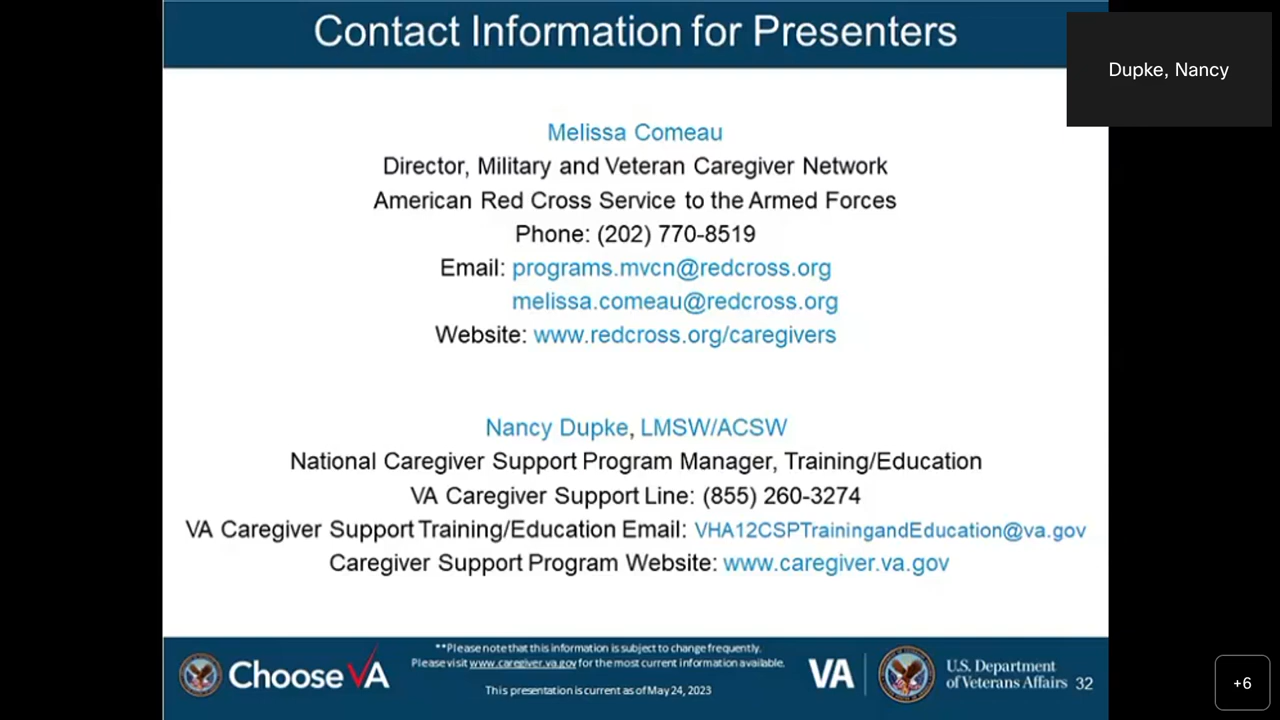 Contact Information for Presenters
Dupke, Nancy
Melissa Comeau
Director, Military and Veteran Caregiver Network
American Red Cross Service to the Armed Forces
Phone: (202) 770-8519
Email: programs.mvcn@redcross.org
melissa.comeau@redcross.org
Website: www.redcross.org/caregivers
Nancy Dupke, LMSW/ACSW
National Caregiver Support Program Manager, Training/Education
VA Caregiver Support Line: (855) 260-3274
VA Caregiver Support Training/Education Email: VHA12CSPTrainingandEducation@va.gov
Caregiver Support Program Website: www.caregiver.va.gov
**Please note that this information is subject to change frequently.
Please visit www.caregiver.va.gov for the most current information available.
This presentation is current as of May 24, 2023
Choose VA
VA
U.S. Department
of Veterans Affairs
32
+6